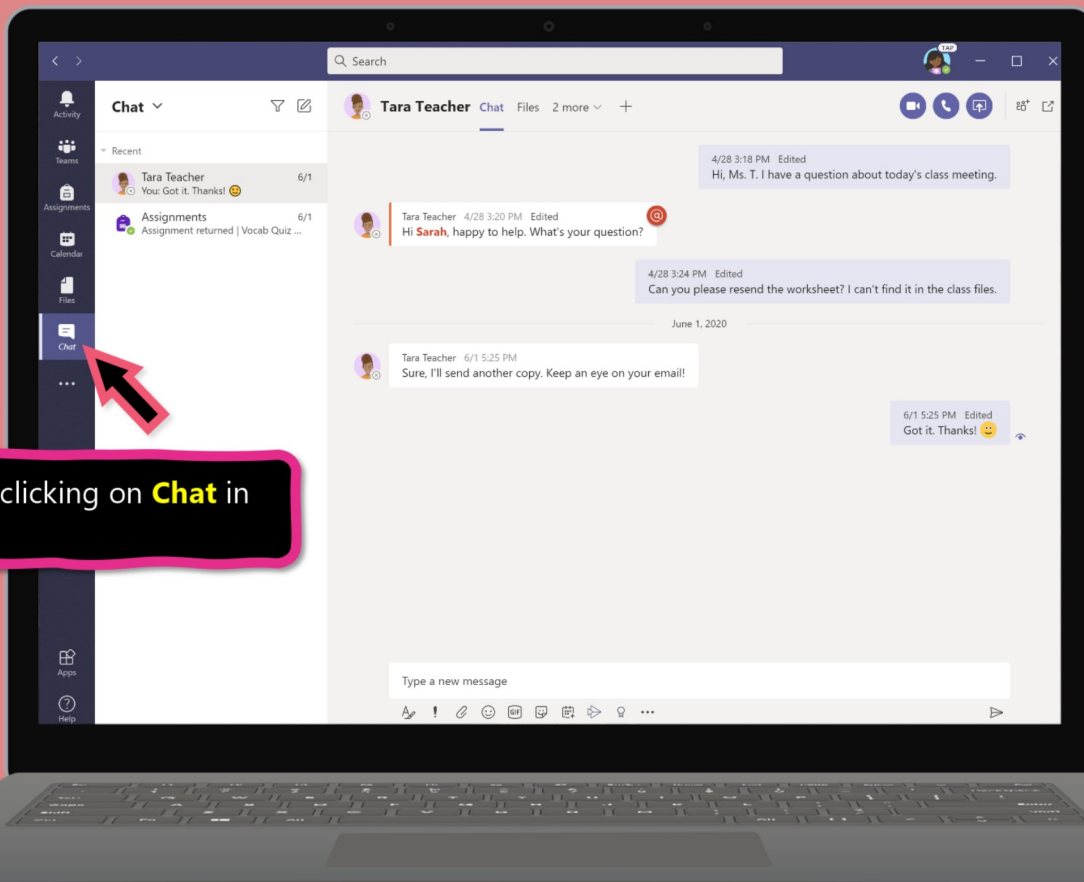 TAP
Search
Activity
Teams
Assignments
Calendar
Files
Chat
Apps
Help
Chat
Recent
Tara Teacher 6/1
You: Got it. Thanks! 😀
Assignments 6/1
Assignment returned | Vocab Quiz ...
Tara Teacher Chat Files 2 more +
4/28 3:18 PM Edited
Hi, Ms. T. I have a question about today's class meeting.
Tara Teacher 4/28 3:20 PM Edited
@
Hi Sarah, happy to help. What's your question?
4/28 3:24 PM Edited
Can you please resend the worksheet? I can't find it in the class files.
June 1, 2020
Tara Teacher 6/1 5:25 PM
Sure, I'll send another copy. Keep an eye on your email!
6/1 5:25 PM Edited
Got it. Thanks! 🙂
clicking on Chat in
Type a new message
GIF